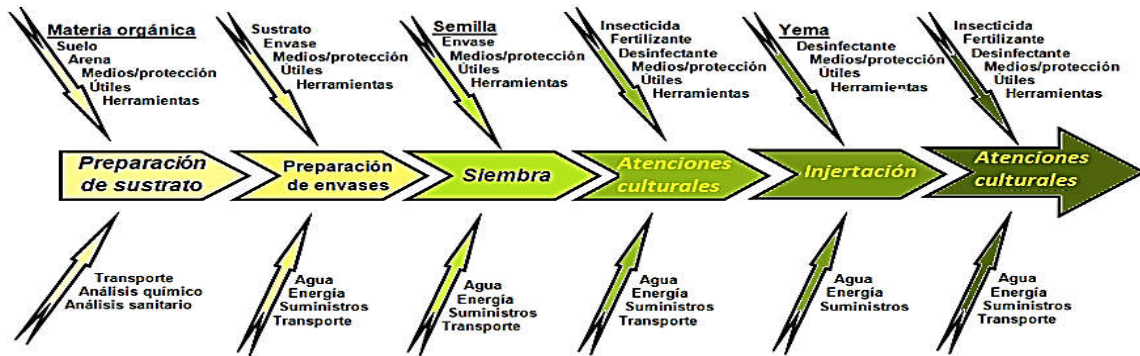 Materia orgánica
Suelo
Arena
Medios/protección
Útiles
Herramientas
Sustrato
Envase
Medios/protección
Útiles
Herramientas
Semilla
Envase
Medios/protección
Útiles
Herramientas
Insecticida
Fertilizante
Desinfectante
Medios/protección
Útiles
Herramientas
Yema
Desinfectante
Medios/protección
Útiles
Herramientas
Insecticida
Fertilizante
Desinfectante
Medios/protección
Útiles
Herramientas
Preparación
de sustrato
Preparación
de envases
Siembra
Atenciones
culturales
Injertación
Atenciones
culturales
Transporte
Análisis químico
Análisis sanitario
Agua
Energía
Suministros
Transporte
Agua
Energía
Suministros
Transporte
Agua
Energía
Suministros
Transporte
Agua
Energía
Suministros
Agua
Energía
Suministros
Transporte